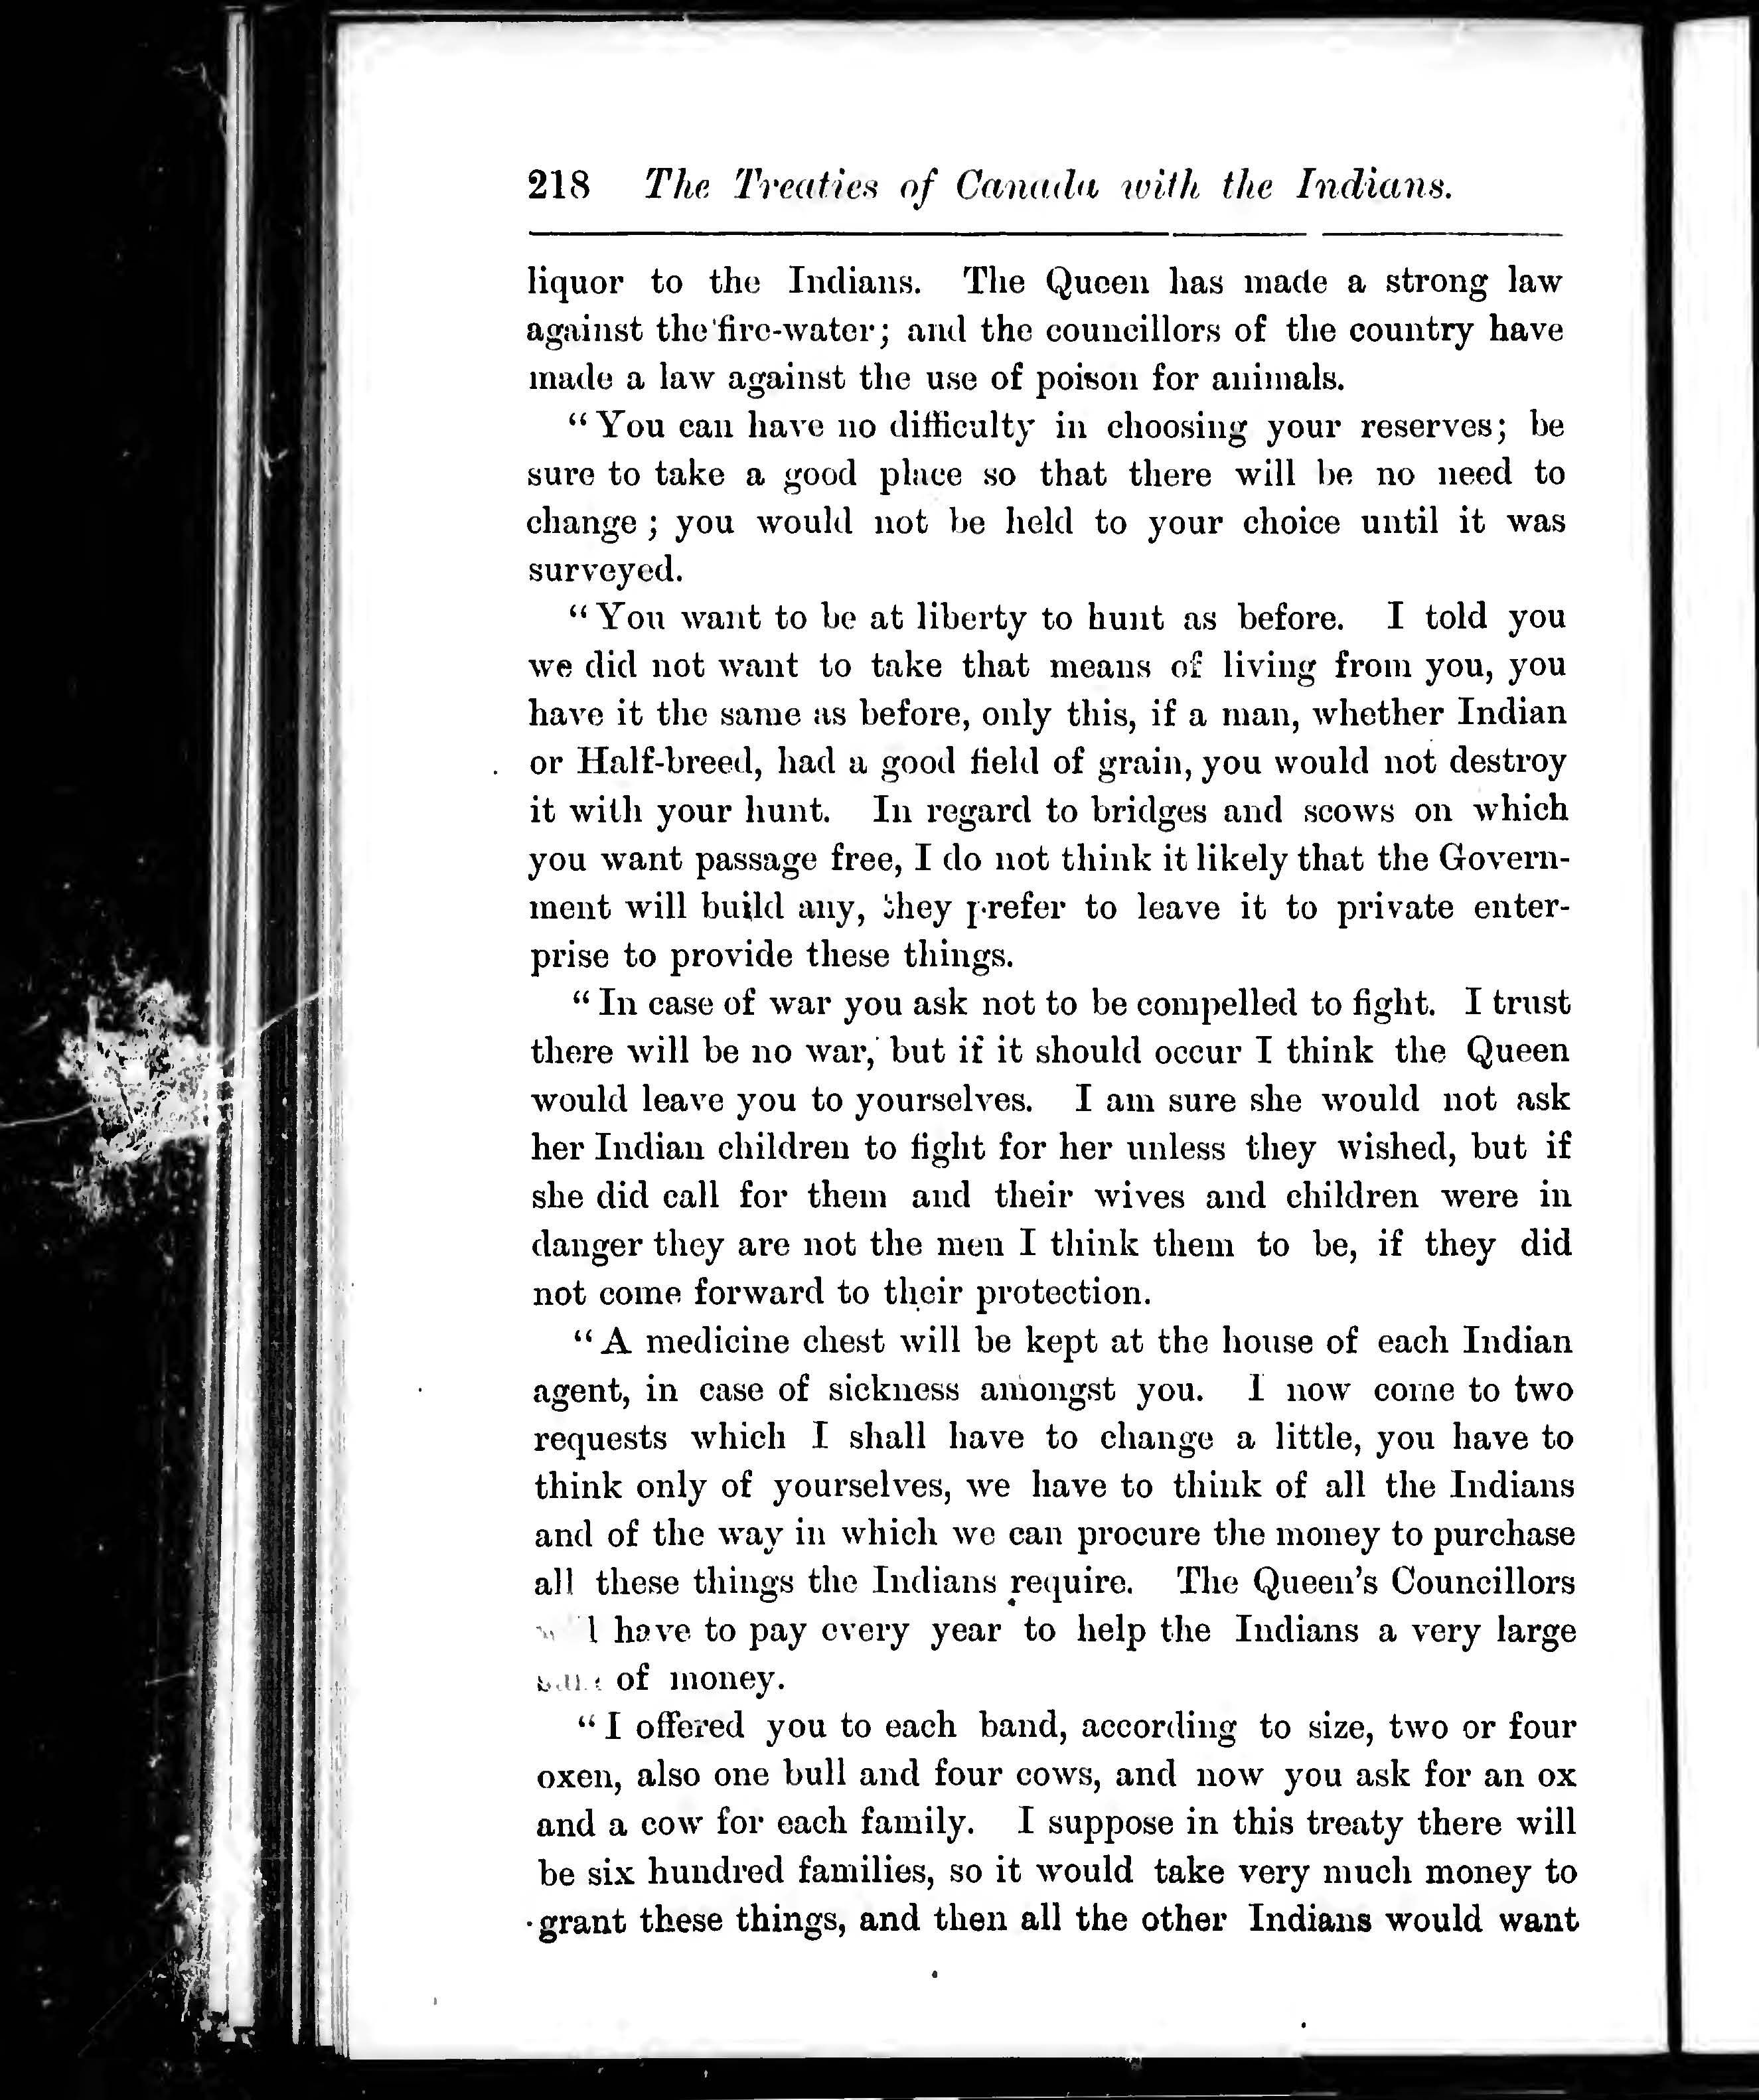 218 The Treaties of Canada with the Indians.
liquor to the Indians. The Queen has made a strong law
against the fire-water; and the councillors of the country have
made a law against the use of poison for animals.
“ You can have no difficulty in choosing your reserves; be
sure to take a good place so that there will be no need to
change ; you would not be held to your choice until it was
surveyed.
“ You want to be at liberty to hunt as before. I told you
we did not want to take that means of living from you, you
have it the same as before, only this, if a man, whether Indian
or Half-breed, had a good field of grain, you would not destroy
it with your hunt. In regard to bridges and scows on which
you want passage free, I do not think it likely that the Govern-
ment will build any, they prefer to leave it to private enter-
prise to provide these things.
“ In case of war you ask not to be compelled to fight. I trust
there will be no war, but if it should occur I think the Queen
would leave you to yourselves. I am sure she would not ask
her Indian children to fight for her unless they wished, but if
she did call for them and their wives and children were in
danger they are not the men I think them to be, if they did
not come forward to their protection.
“ A medicine chest will be kept at the house of each Indian
agent, in case of sickness amongst you. I now come to two
requests which I shall have to change a little, you have to
think only of yourselves, we have to think of all the Indians
and of the way in which we can procure the money to purchase
all these things the Indians require. The Queen’s Councillors
have to pay every year to help the Indians a very large
of money.
“ I offered you to each band, according to size, two or four
oxen, also one bull and four cows, and now you ask for an ox
and a cow for each family. I suppose in this treaty there will
be six hundred families, so it would take very much money to
grant these things, and then all the other Indians would want